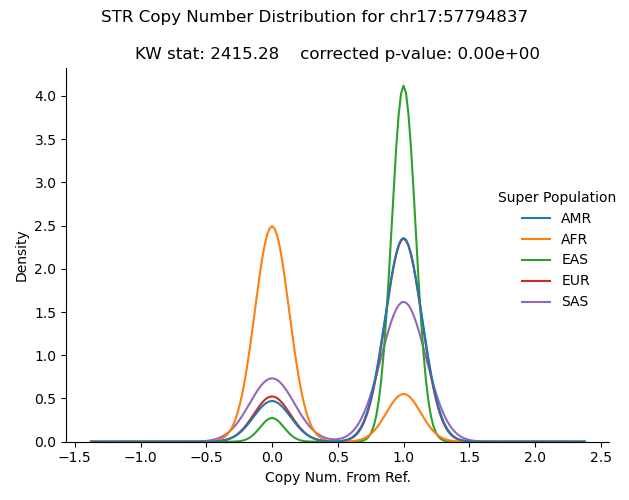 STR Copy Number Distribution for chr17:57794837
KW stat: 2415.28    corrected p-value: 0.00e+00
4.0
3.5
3.0
2.5
2.0
1.5
1.0
0.5
0.0
Density
−1.5 −1.0 −0.5 0.0 0.5 1.0 1.5 2.0 2.5
Copy Num. From Ref.
Super Population
AMR
AFR
EAS
EUR
SAS